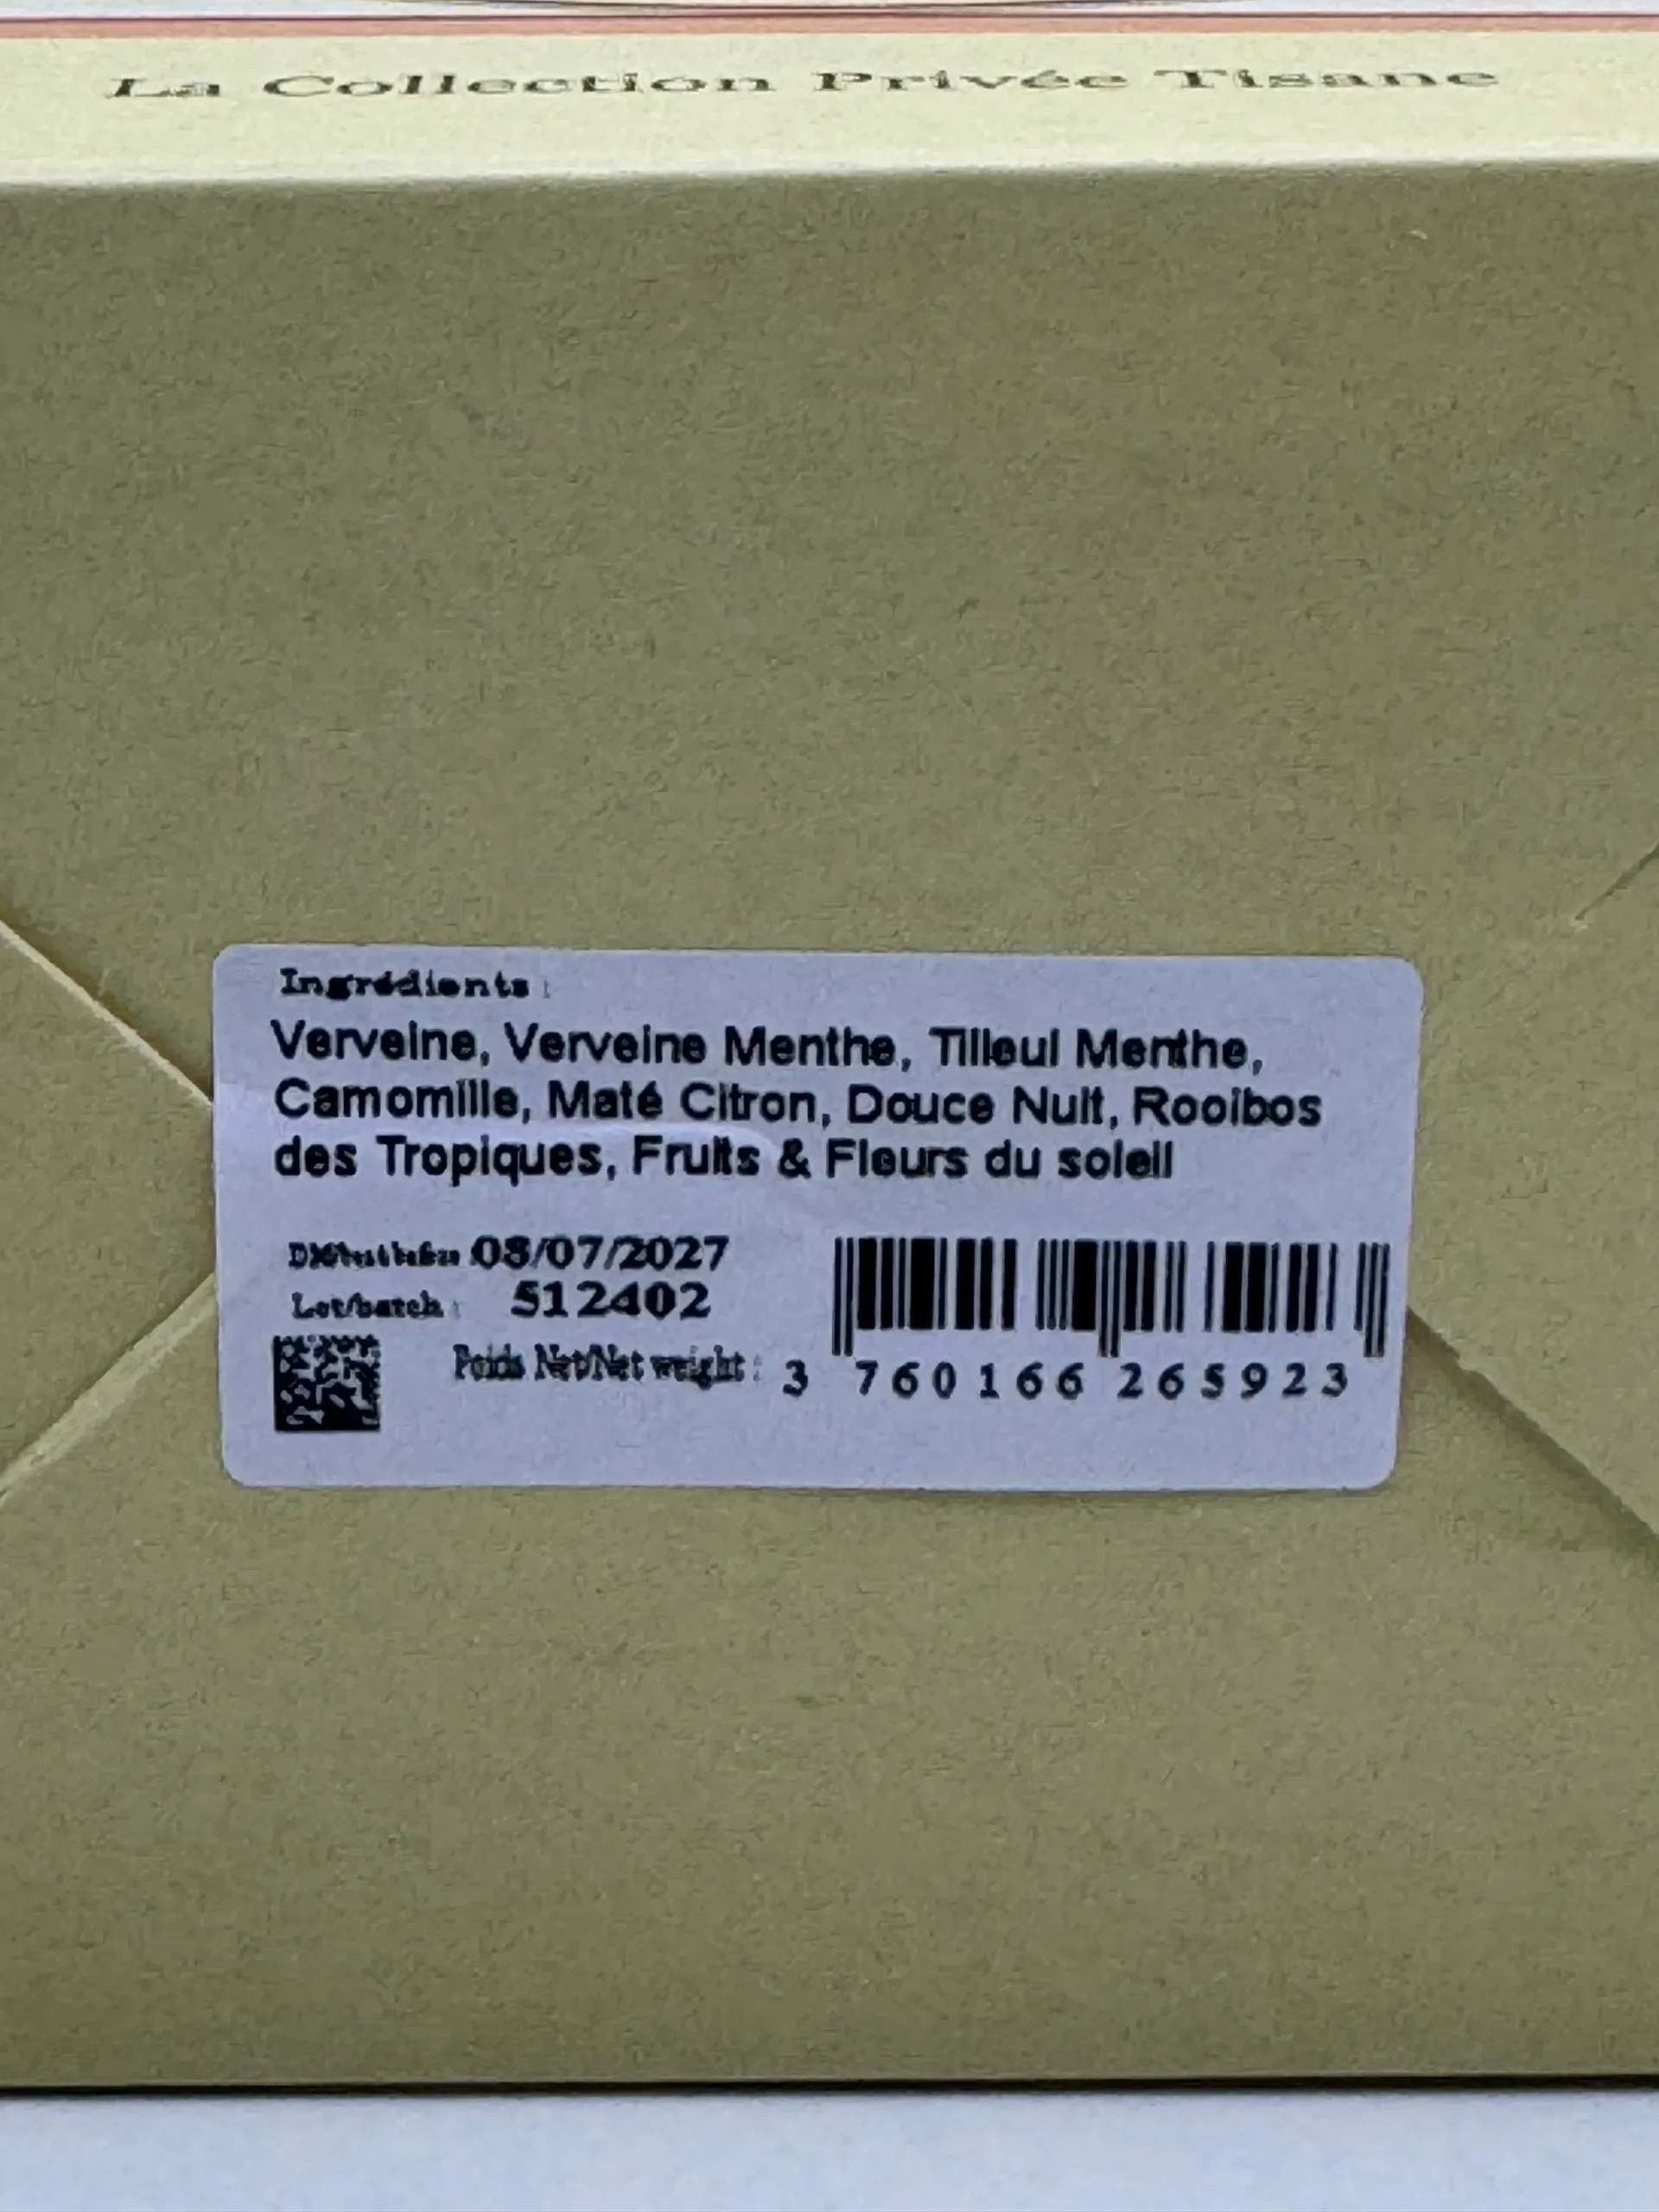 La Collection Privée Tisane
Ingrédients :
Verveine, Verveine Menthe, Tilleul Menthe,
Camomille, Maté Citron, Douce Nuit, Rooibos
des Tropiques, Fruits & Fleurs du soleil
08/07/2027
Lot/batch : 512402
Poids Net/Net weight :
3 760166 265923